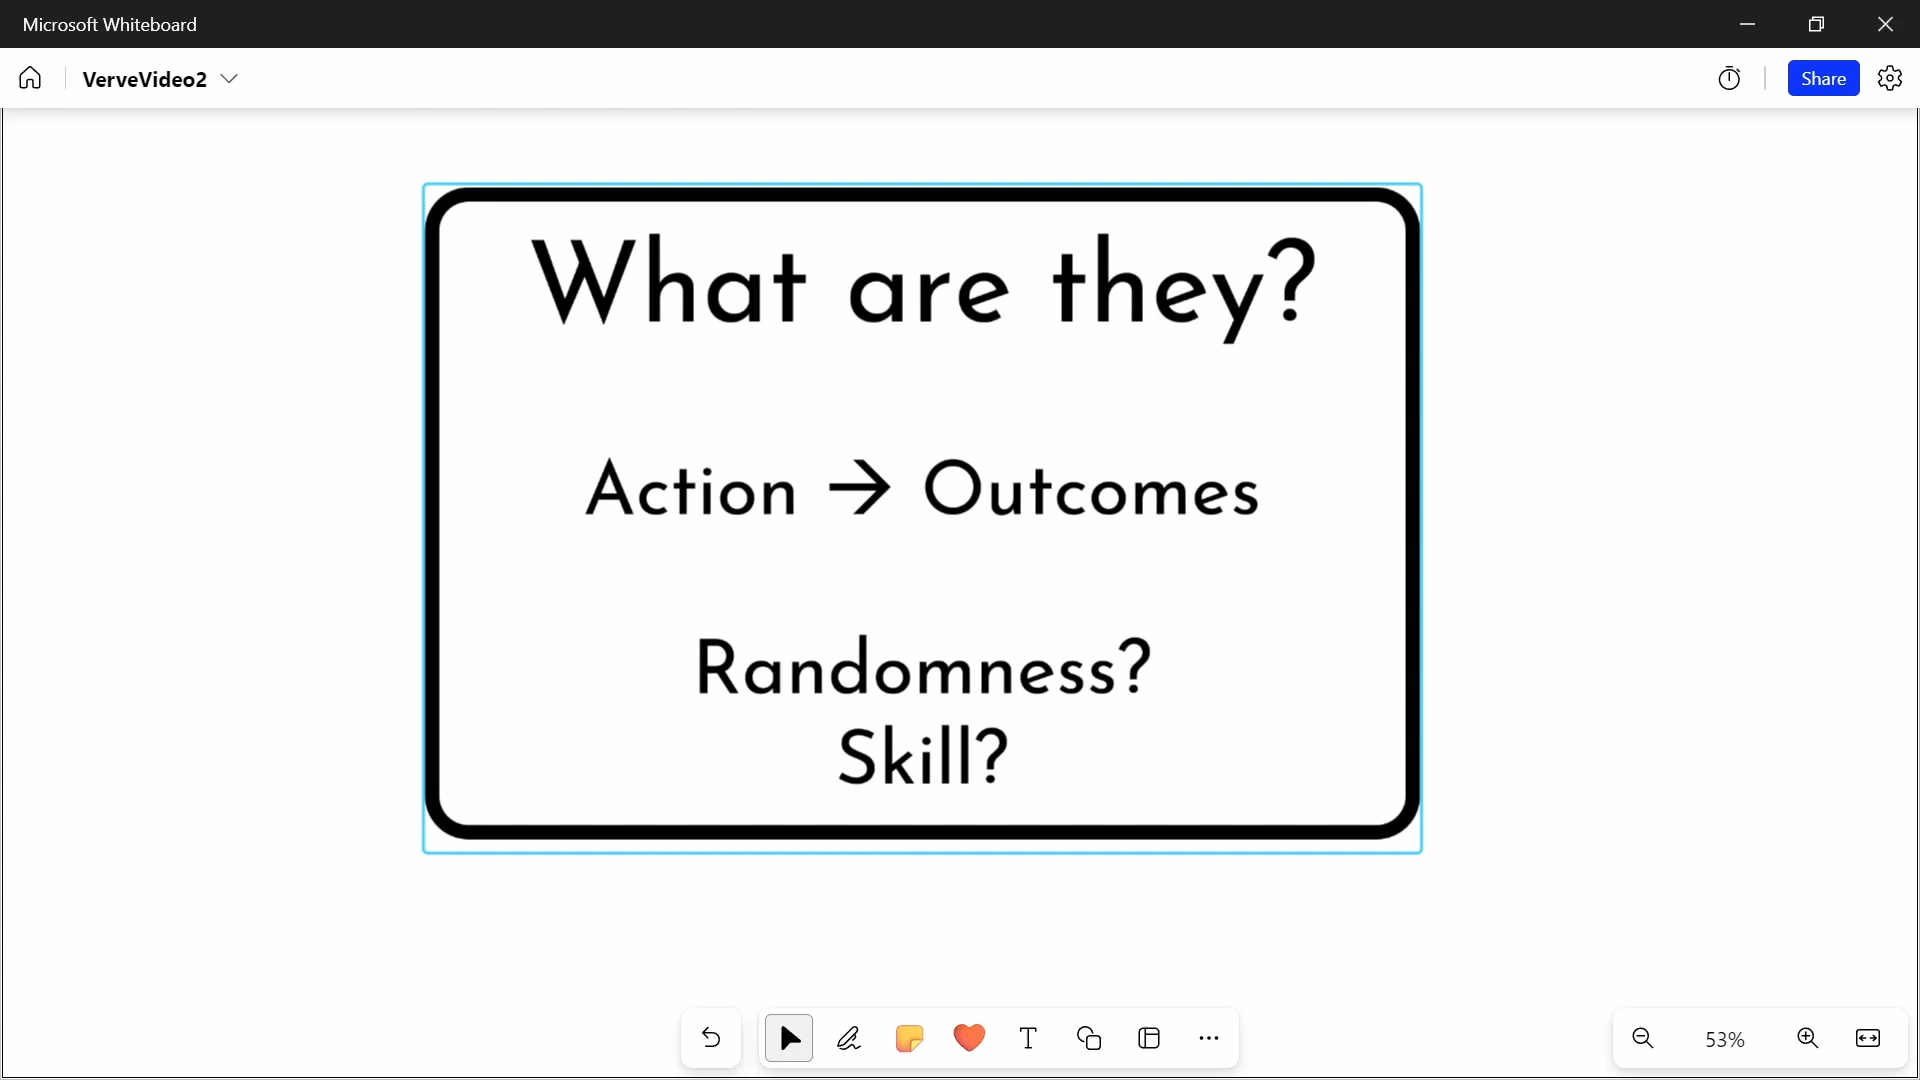 Microsoft Whiteboard
VerveVideo2
Share
What are they?
Action → Outcomes
Randomness?
Skill?
53%